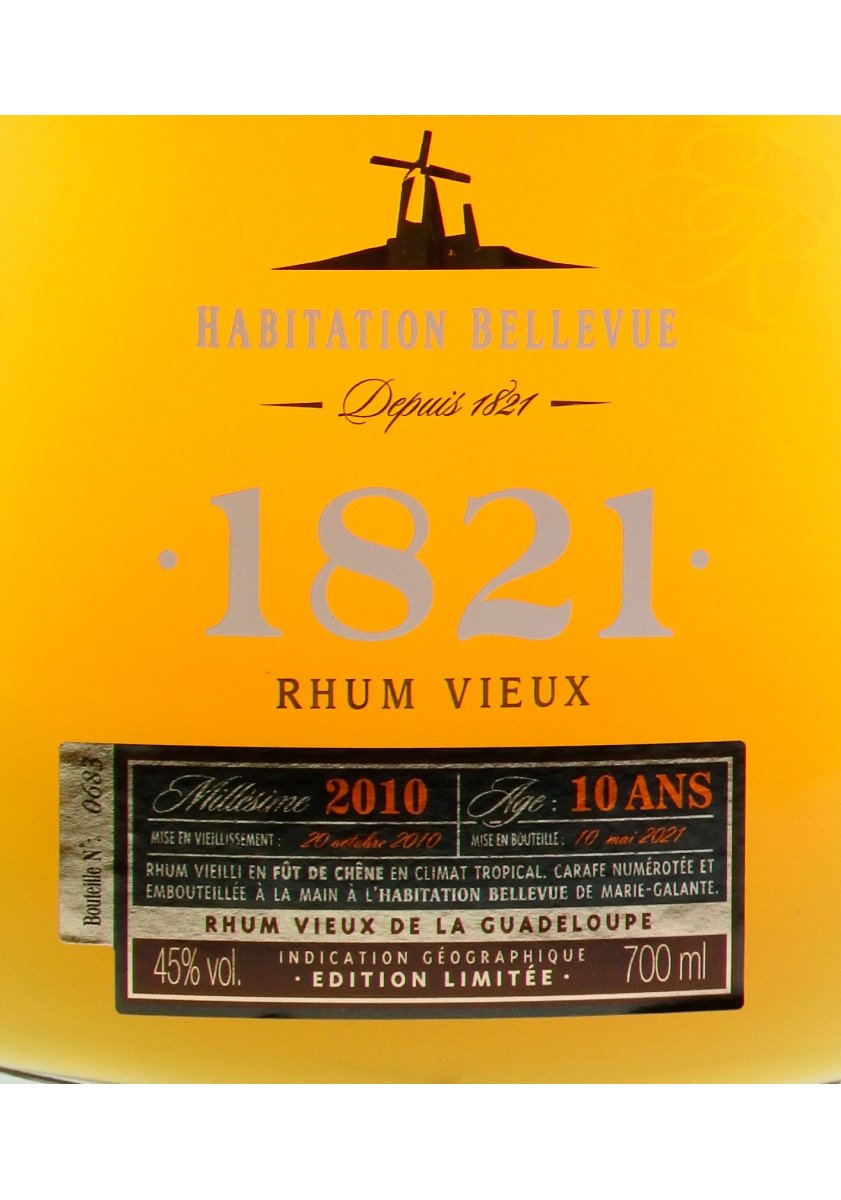 HABITATION BELLEVUE
Depuis 1821
·1821·
RHUM VIEUX
Bouteille N°: 0683
Millésime 2010
Age: 10 ANS
MISE EN VIEILLISSEMENT : 20 octobre 2010
MISE EN BOUTEILLE : 10 mai 2021
RHUM VIEILLI EN FÛT DE CHÊNE EN CLIMAT TROPICAL. CARAFE NUMÉROTÉE ET
EMBOUTEILLÉE À LA MAIN À L'HABITATION BELLEVUE DE MARIE-GALANTE.
RHUM VIEUX DE LA GUADELOUPE
45% vol.
INDICATION GÉOGRAPHIQUE
· EDITION LIMITÉE ·
700 ml